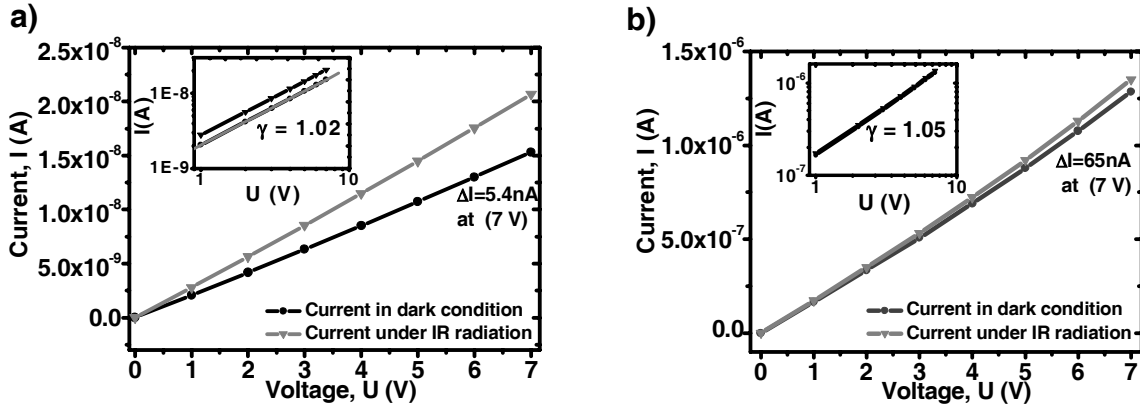 a)
2.5x10⁻⁸
2.0x10⁻⁸
1.5x10⁻⁸
1.0x10⁻⁸
5.0x10⁻⁹
0.0
Current, I (A)
0 1 2 3 4 5 6 7
Voltage, U (V)
I(A)
1E-8
1E-9
γ = 1.02
1 10
U (V)
ΔI=5.4nA
at (7 V)
Current in dark condition
Current under IR radiation
b)
1.5x10⁻⁶
1.0x10⁻⁶
5.0x10⁻⁷
0.0
Current, I (A)
0 1 2 3 4 5 6 7
Voltage, U (V)
I(A)
10⁻⁶
10⁻⁷
γ = 1.05
1 10
U (V)
ΔI=65nA
at (7 V)
Current in dark condition
Current under IR radiation